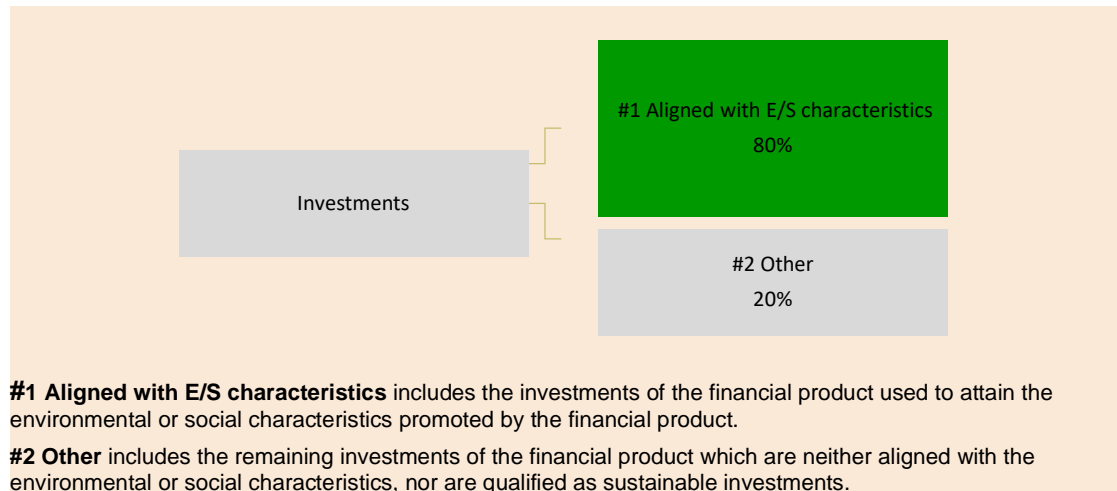 #1 Aligned with E/S characteristics
80%
Investments
#2 Other
20%
#1 Aligned with E/S characteristics includes the investments of the financial product used to attain the
environmental or social characteristics promoted by the financial product.
#2 Other includes the remaining investments of the financial product which are neither aligned with the
environmental or social characteristics, nor are qualified as sustainable investments.